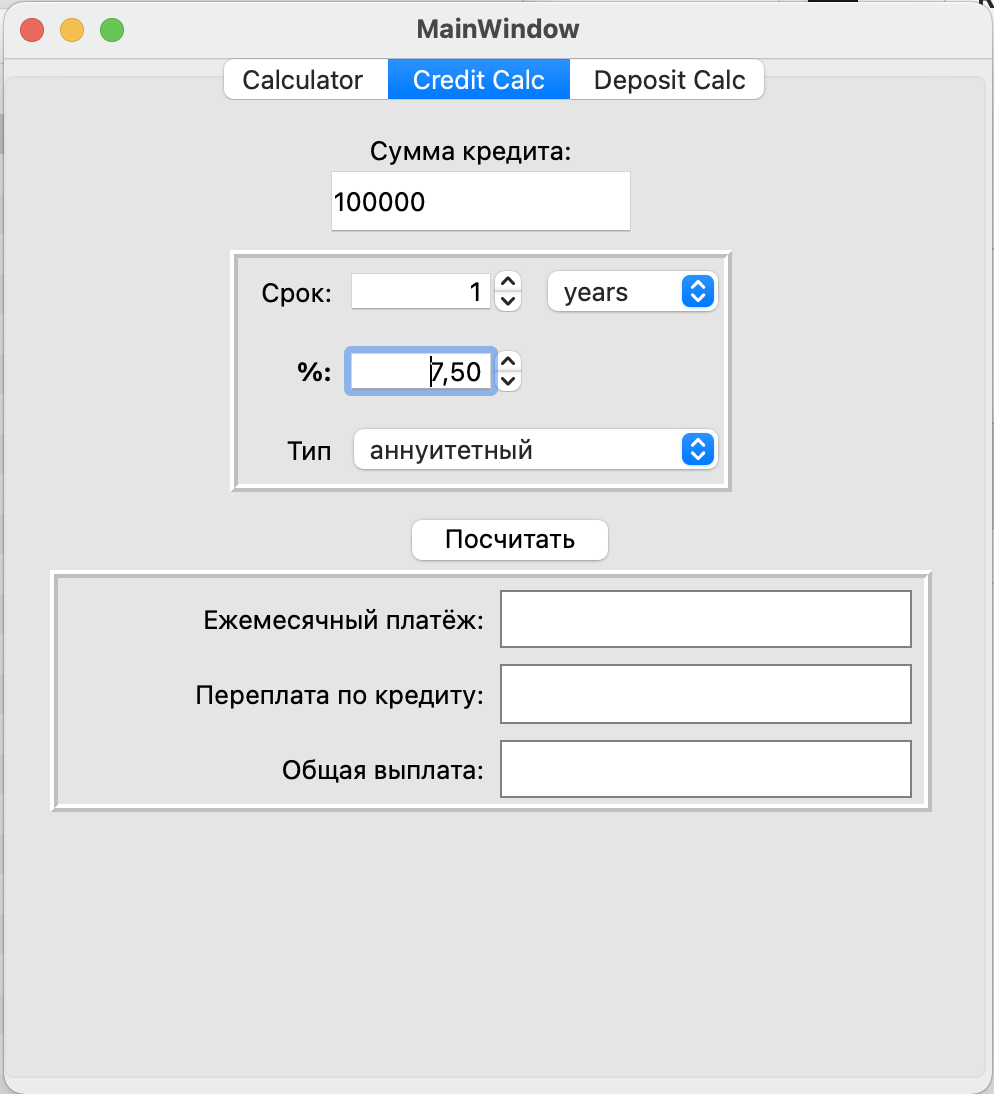 MainWindow
Calculator Credit Calc Deposit Calc
Сумма кредита:
100000
Срок: 1 years
%: 7,50
Тип аннуитетный
Посчитать
Ежемесячный платёж:
Переплата по кредиту:
Общая выплата: